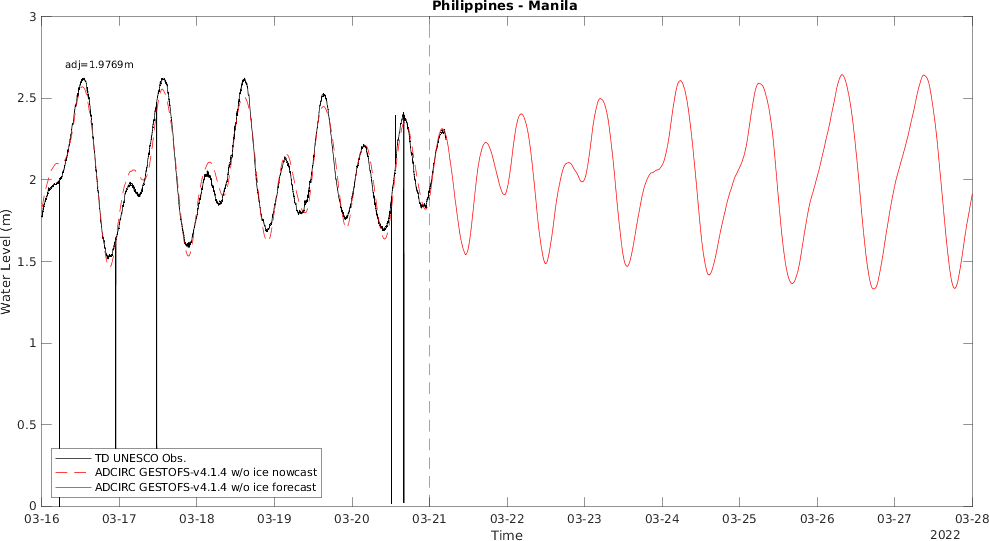 Philippines - Manila
adj=1.9769m
Water Level (m)
3
2.5
2
1.5
1
0.5
0
TD UNESCO Obs.
ADCIRC GESTOFS-v4.1.4 w/o ice nowcast
ADCIRC GESTOFS-v4.1.4 w/o ice forecast
03-16 03-17 03-18 03-19 03-20 03-21 03-22 03-23 03-24 03-25 03-26 03-27 03-28
Time
2022